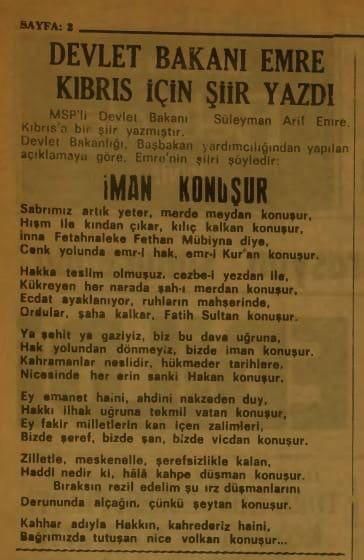 SAYFA: 2
DEVLET BAKANI EMRE
KIBRIS İÇİN ŞİİR YAZDI
MSP'li Devlet Bakanı Süleyman Arif Emre,
Kıbrıs'a bir şiir yazmıştır.
Devlet Bakanlığı, Başbakan yardımcılığından yapılan
açıklamaya göre, Emre'nin şiiri şöyledir:
İMAN KONUŞUR
Sabrımız artık yeter, merde meydan konuşur,
Hışm ile kından çıkar, kılıç kalkan konuşur,
İnna Fetahnaleke Fethan Mübiyna diye,
Cenk yolunda emr-i hak, emr-i Kur'an konuşur.
Hakka teslim olmuşuz, cezbe-i yezdan ile,
Kükreyen her narada şah-ı merdan konuşur,
Ecdat ayaklanıyor, ruhların mahşerinde,
Ordular, şaha kalkar, Fatih Sultan konuşur.
Ya şehit ya gaziyiz, biz bu dava uğruna,
Hak yolundan dönmeyiz, bizde iman konuşur.
Kahramanlar neslidir, hükmeder tarihlere,
Nicesinde her erin sanki Hakan konuşur.
Ey emanet haini, ahdini nakzeden duy,
Hakkı ilhak uğruna tekmil vatan konuşur,
Ey fakir milletlerin kan içen zalimleri,
Bizde şeref, bizde şan, bizde vicdan konuşur.
Zilletle, meskenelle, şerefsizlikle kalan,
Haddi nedir ki, hâlâ kahpe düşman konuşur.
Bıraksın rezil edelim şu ırz düşmanlarını
Derununda alçağın, çünkü şeytan konuşur.
Kahhar adıyla Hakkın, kahrederiz haini,
Bağrımızda tutuşan nice volkan konuşur...